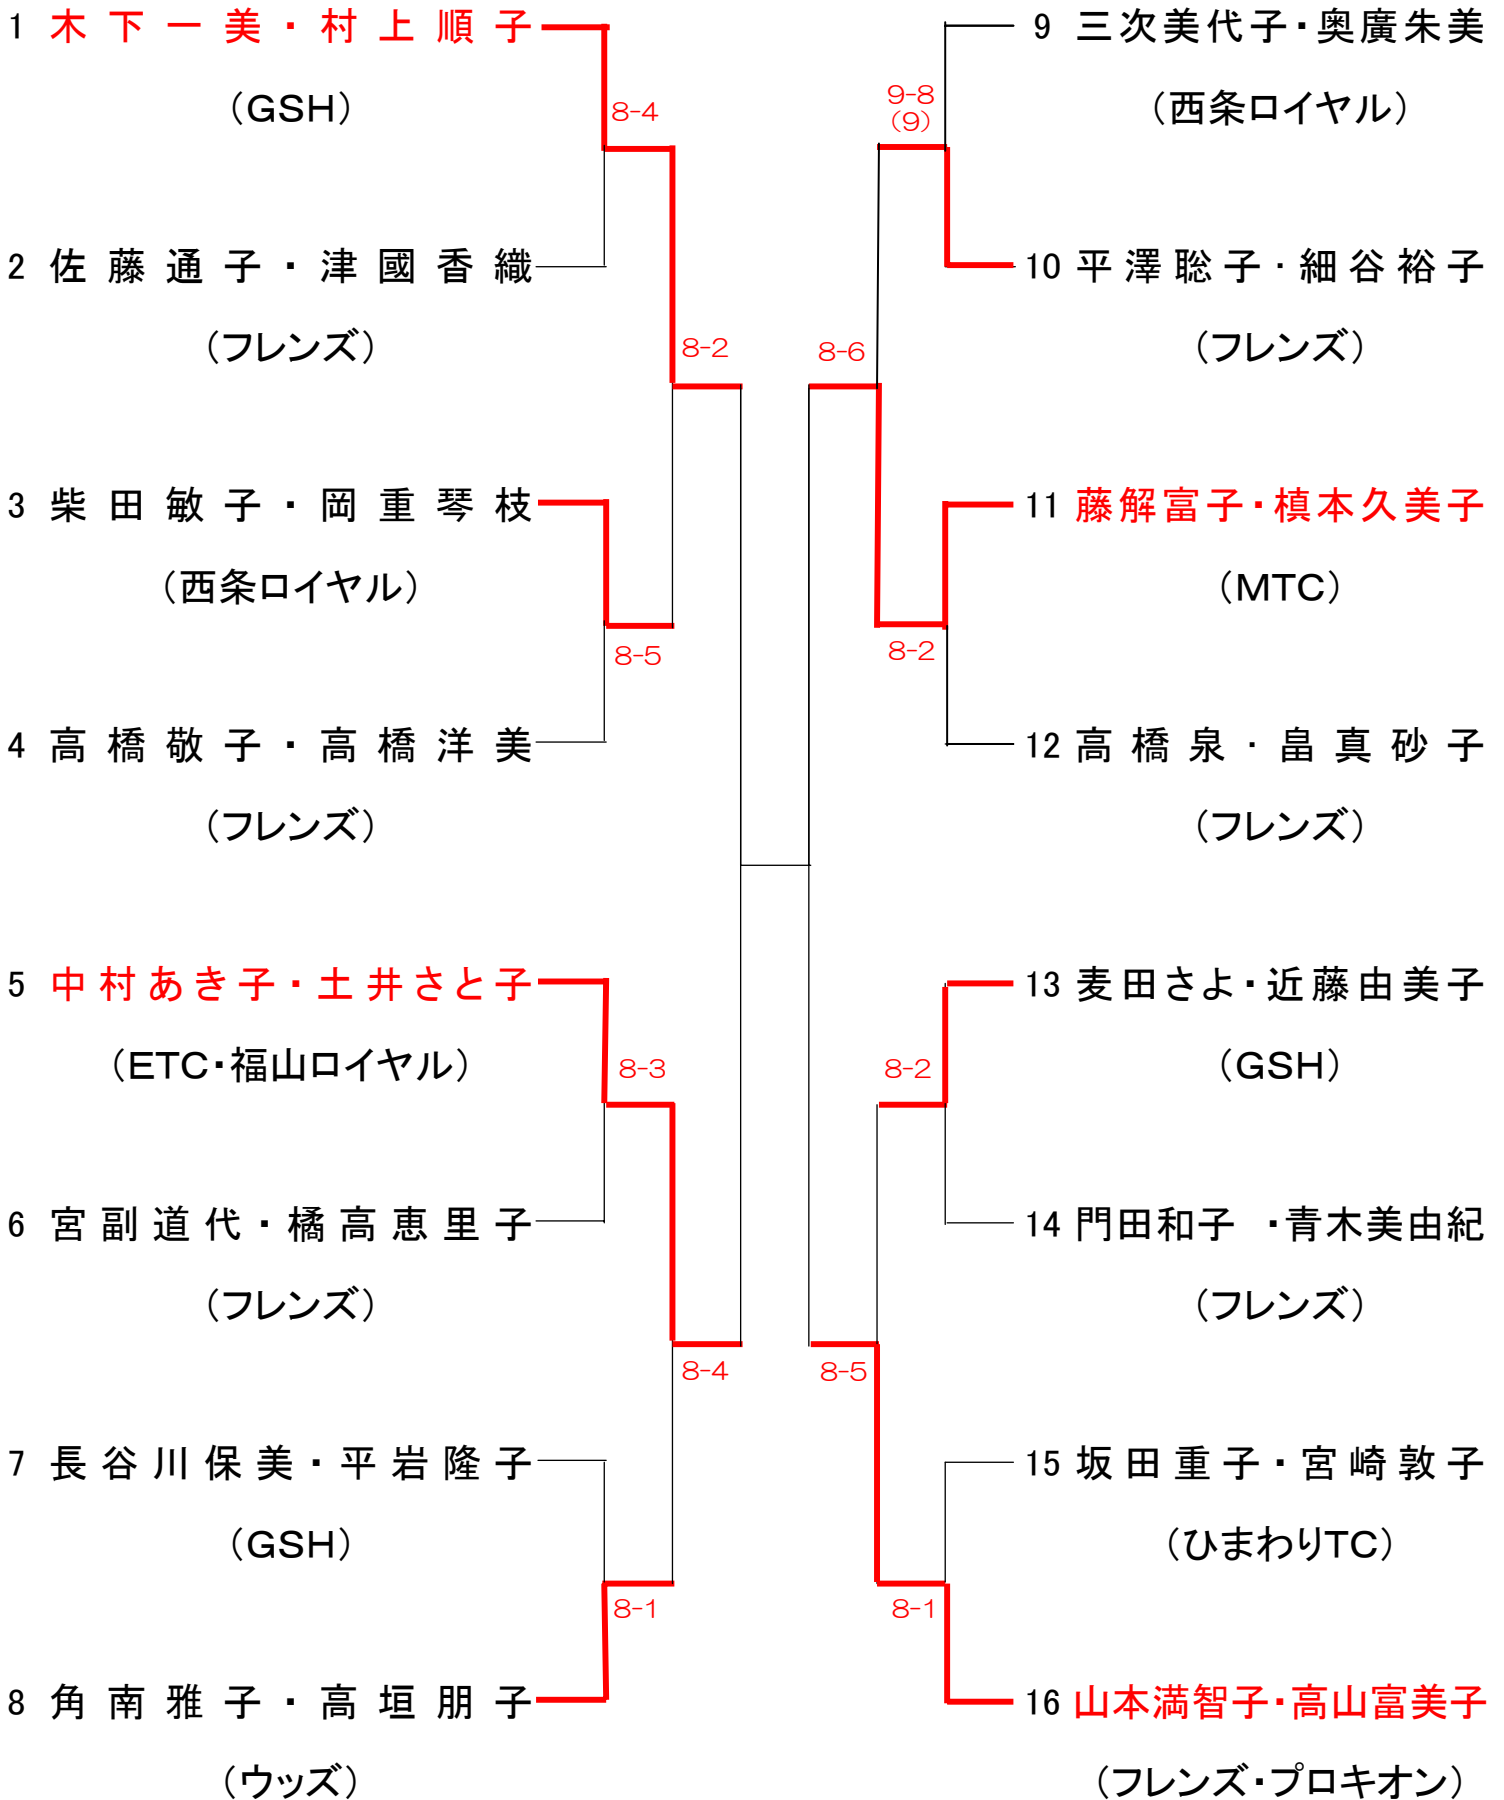 1 木下一美・村上順子
（GSH）
8-4
2 佐藤通子・津國香織
（フレンズ）
8-2
3 柴田敏子・岡重琴枝
（西条ロイヤル）
8-5
4 高橋敬子・高橋洋美
（フレンズ）
5 中村あき子・土井さと子
（ETC・福山ロイヤル）
8-3
6 宮副道代・橘高恵里子
（フレンズ）
8-4
7 長谷川保美・平岩隆子
（GSH）
8-1
8 角南雅子・高垣朋子
（ウッズ）
9 三次美代子・奥廣朱美
9-8
(9)
（西条ロイヤル）
10 平澤聡子・細谷裕子
（フレンズ）
8-6
11 藤解富子・槙本久美子
（MTC）
8-2
12 高橋泉・畠真砂子
（フレンズ）
13 麦田さよ・近藤由美子
（GSH）
8-2
14 門田和子 ・青木美由紀
（フレンズ）
8-5
15 坂田重子・宮崎敦子
（ひまわりTC）
8-1
16 山本満智子・高山富美子
（フレンズ・プロキオン）